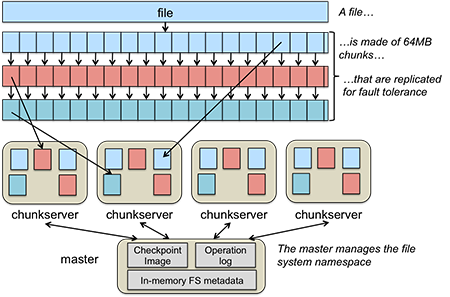 file
A file…
…is made of 64MB
chunks…
…that are replicated
for fault tolerance
chunkserver
chunkserver
chunkserver
chunkserver
master
Checkpoint
Image
Operation
log
In-memory FS metadata
The master manages the file
system namespace